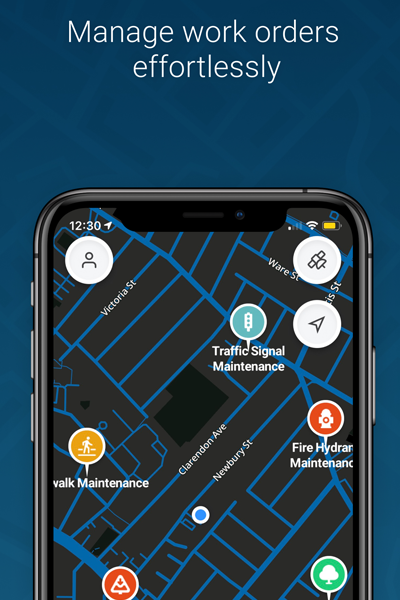 Manage work orders
effortlessly
12:30
Ware St
Victoria St
Traffic Signal
Maintenance
Fire Hydran
Maintenanc
Clarendon Ave
Newbury St
walk Maintenance